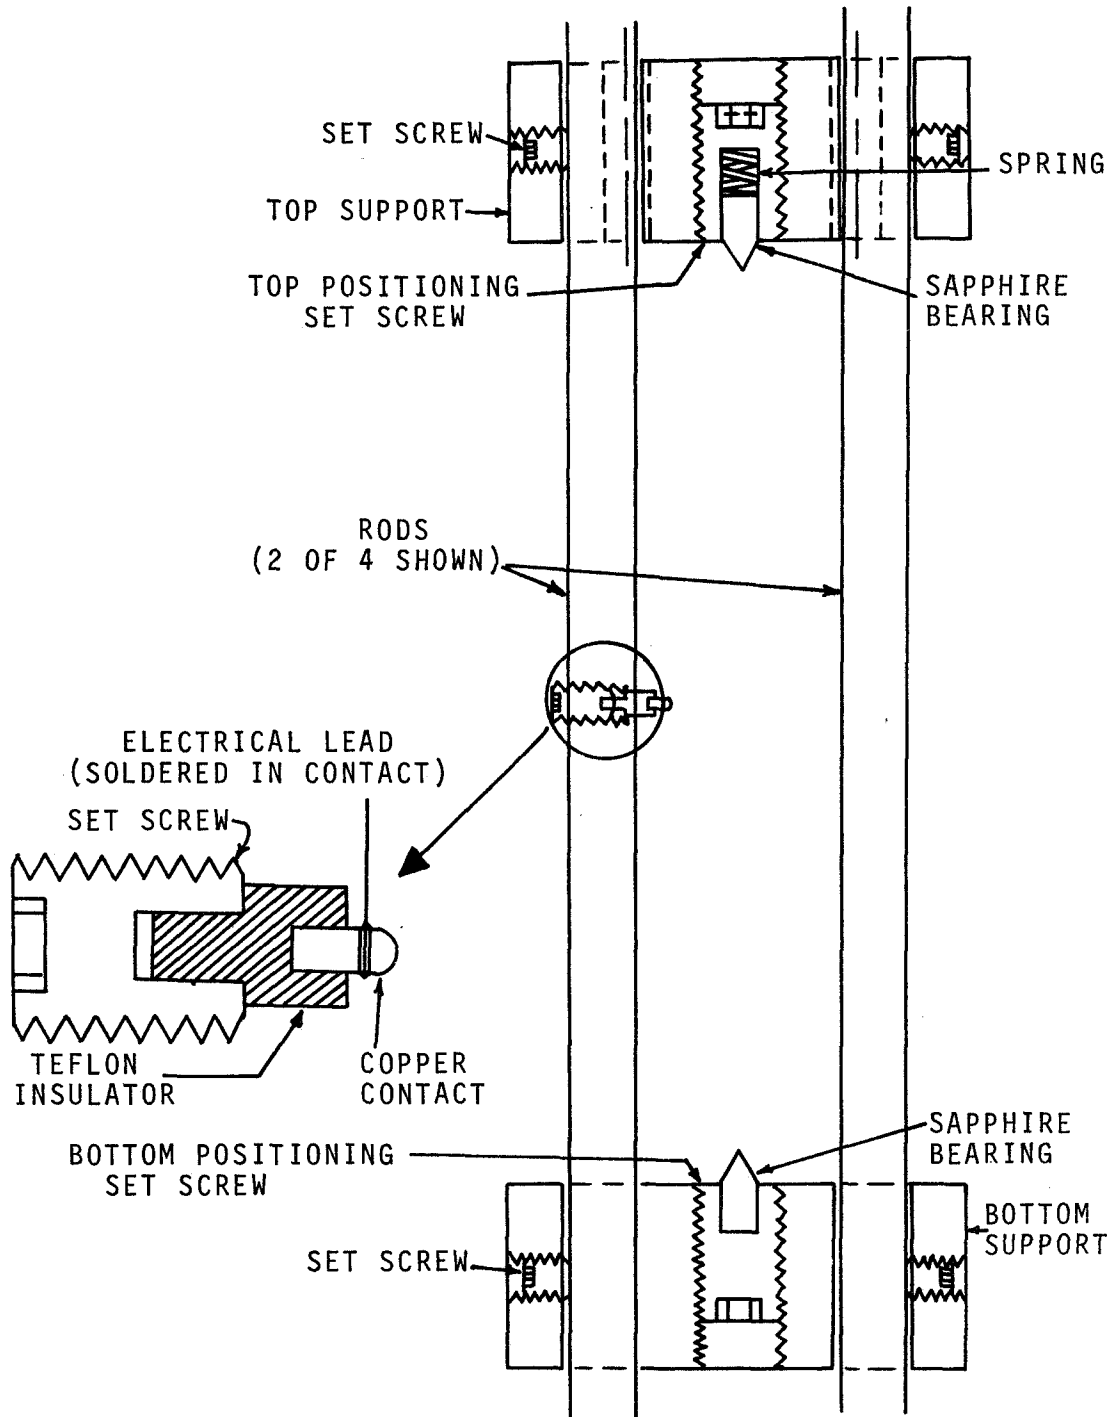 SET SCREW
SPRING
TOP SUPPORT
TOP POSITIONING
SET SCREW
SAPPHIRE
BEARING
RODS
(2 OF 4 SHOWN)
ELECTRICAL LEAD
(SOLDERED IN CONTACT)
SET SCREW
TEFLON
INSULATOR
COPPER
CONTACT
SAPPHIRE
BEARING
BOTTOM POSITIONING
SET SCREW
BOTTOM
SUPPORT
SET SCREW